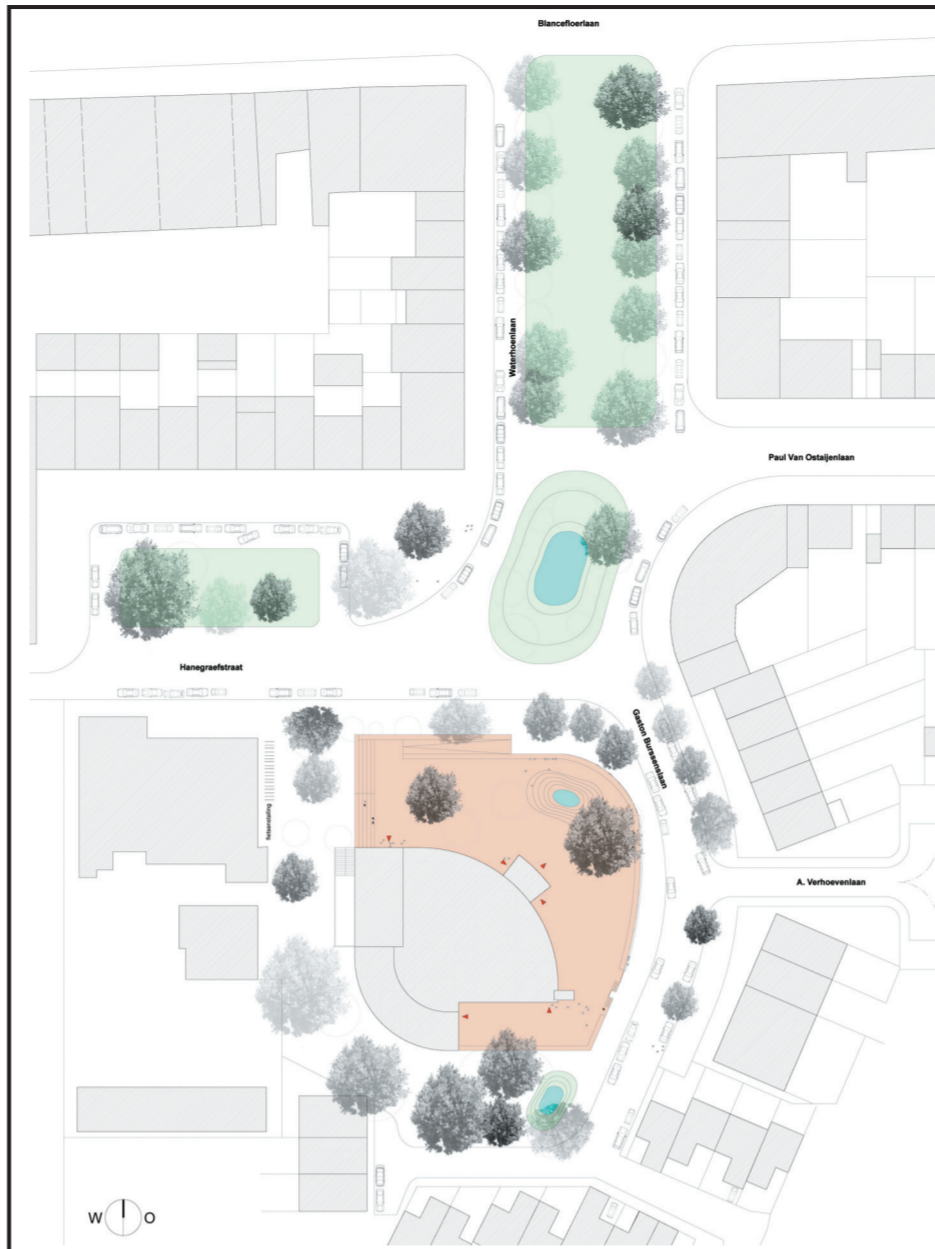 Blancefloerlaan
Waterhoenlaan
Paul Van Ostaijenlaan
Hanegraefstraat
Gaston Burssenslaan
fietsenstalling
A. Verhoevenlaan
W O